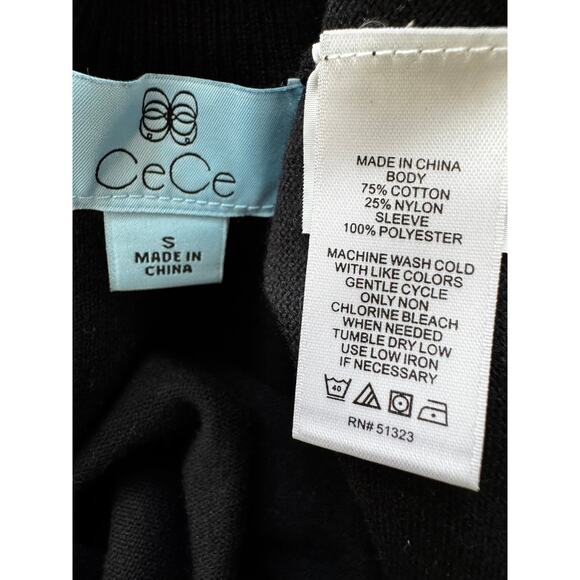 CeCe
S
MADE IN
CHINA
MADE IN CHINA
BODY
75% COTTON
25% NYLON
SLEEVE
100% POLYESTER
MACHINE WASH COLD
WITH LIKE COLORS
GENTLE CYCLE
ONLY NON
CHLORINE BLEACH
WHEN NEEDED
TUMBLE DRY LOW
USE LOW IRON
IF NECESSARY
40
RN# 51323